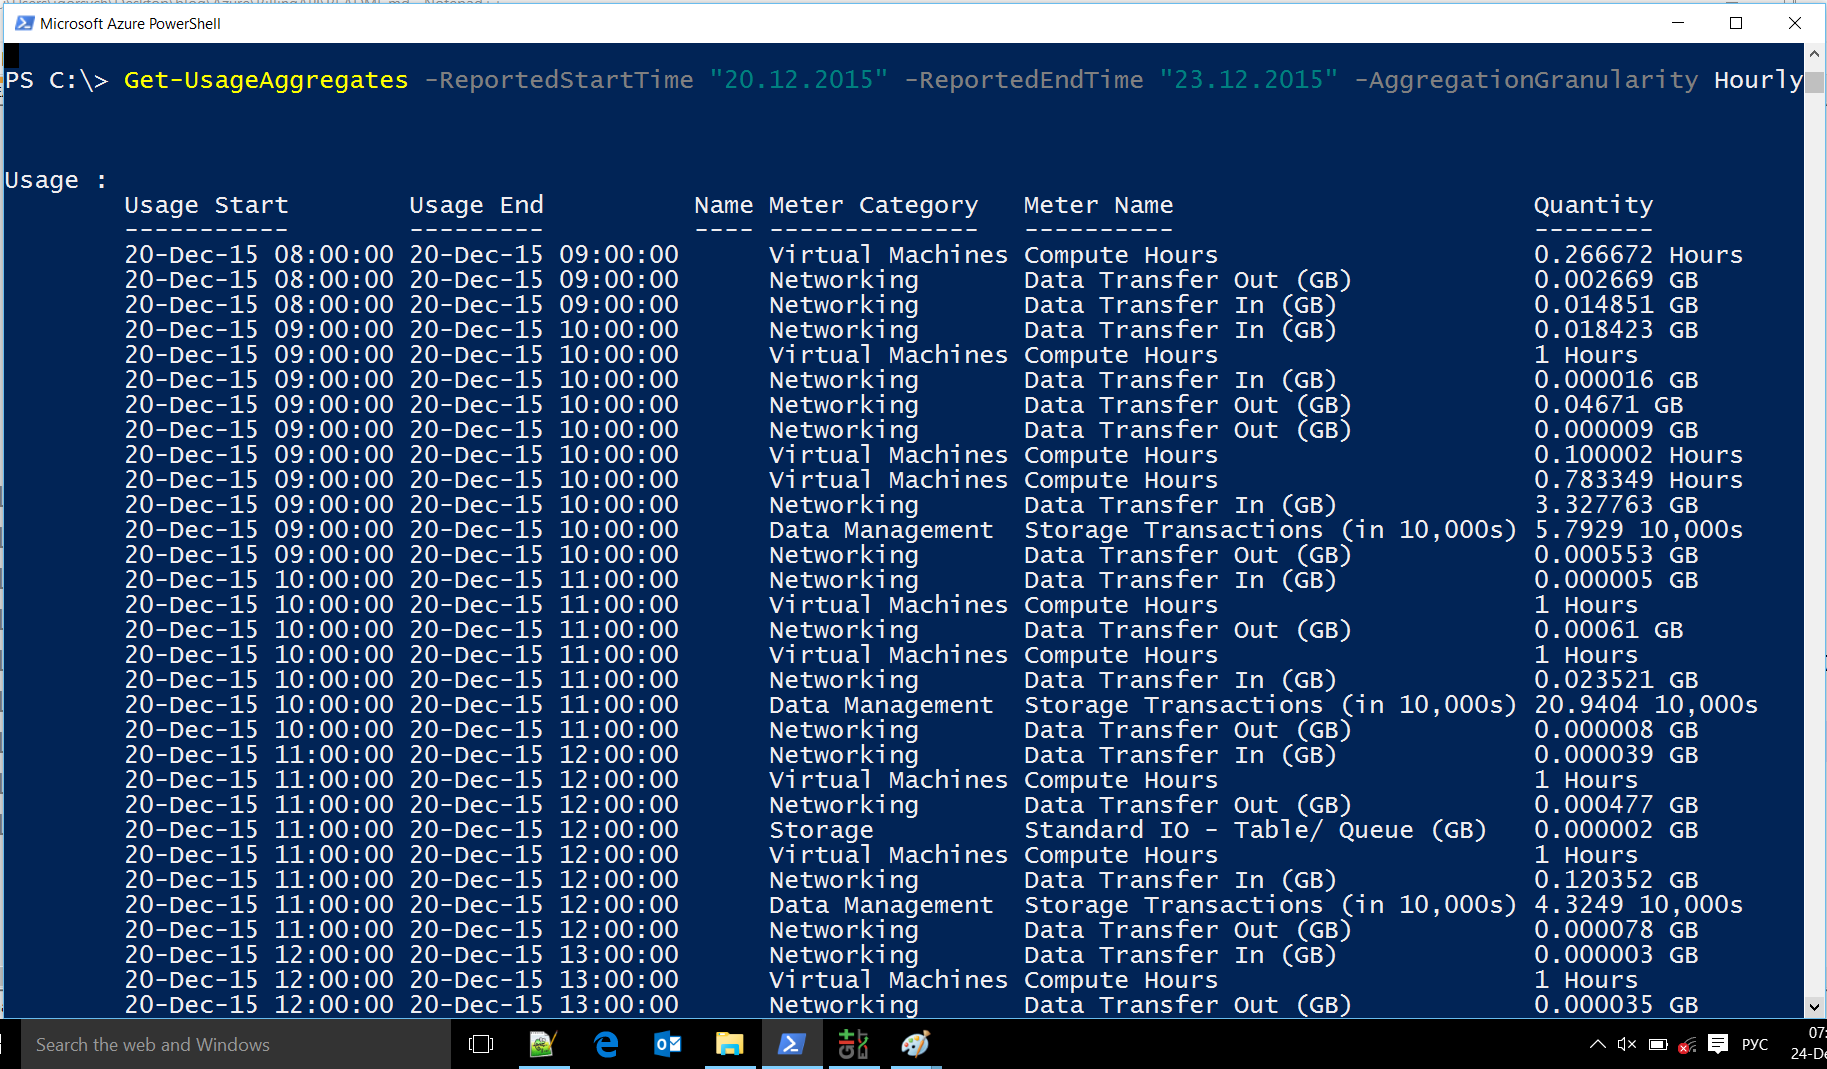 Microsoft Azure PowerShell
PS C:\> Get-UsageAggregates -ReportedStartTime "20.12.2015" -ReportedEndTime "23.12.2015" -AggregationGranularity Hourly
Usage :
Usage Start Usage End Name Meter Category Meter Name Quantity
----------- --------- ---- -------------- ---------- --------
20-Dec-15 08:00:00 20-Dec-15 09:00:00 Virtual Machines Compute Hours 0.266672 Hours
20-Dec-15 08:00:00 20-Dec-15 09:00:00 Networking Data Transfer Out (GB) 0.002669 GB
20-Dec-15 08:00:00 20-Dec-15 09:00:00 Networking Data Transfer In (GB) 0.014851 GB
20-Dec-15 09:00:00 20-Dec-15 10:00:00 Networking Data Transfer In (GB) 0.018423 GB
20-Dec-15 09:00:00 20-Dec-15 10:00:00 Virtual Machines Compute Hours 1 Hours
20-Dec-15 09:00:00 20-Dec-15 10:00:00 Networking Data Transfer In (GB) 0.000016 GB
20-Dec-15 09:00:00 20-Dec-15 10:00:00 Networking Data Transfer Out (GB) 0.04671 GB
20-Dec-15 09:00:00 20-Dec-15 10:00:00 Networking Data Transfer Out (GB) 0.000009 GB
20-Dec-15 09:00:00 20-Dec-15 10:00:00 Virtual Machines Compute Hours 0.100002 Hours
20-Dec-15 09:00:00 20-Dec-15 10:00:00 Virtual Machines Compute Hours 0.783349 Hours
20-Dec-15 09:00:00 20-Dec-15 10:00:00 Networking Data Transfer In (GB) 3.327763 GB
20-Dec-15 09:00:00 20-Dec-15 10:00:00 Data Management Storage Transactions (in 10,000s) 5.7929 10,000s
20-Dec-15 09:00:00 20-Dec-15 10:00:00 Networking Data Transfer Out (GB) 0.000553 GB
20-Dec-15 10:00:00 20-Dec-15 11:00:00 Networking Data Transfer In (GB) 0.000005 GB
20-Dec-15 10:00:00 20-Dec-15 11:00:00 Virtual Machines Compute Hours 1 Hours
20-Dec-15 10:00:00 20-Dec-15 11:00:00 Networking Data Transfer Out (GB) 0.00061 GB
20-Dec-15 10:00:00 20-Dec-15 11:00:00 Virtual Machines Compute Hours 1 Hours
20-Dec-15 10:00:00 20-Dec-15 11:00:00 Networking Data Transfer In (GB) 0.023521 GB
20-Dec-15 10:00:00 20-Dec-15 11:00:00 Data Management Storage Transactions (in 10,000s) 20.9404 10,000s
20-Dec-15 10:00:00 20-Dec-15 11:00:00 Networking Data Transfer Out (GB) 0.000008 GB
20-Dec-15 11:00:00 20-Dec-15 12:00:00 Networking Data Transfer In (GB) 0.000039 GB
20-Dec-15 11:00:00 20-Dec-15 12:00:00 Virtual Machines Compute Hours 1 Hours
20-Dec-15 11:00:00 20-Dec-15 12:00:00 Networking Data Transfer Out (GB) 0.000477 GB
20-Dec-15 11:00:00 20-Dec-15 12:00:00 Storage Standard IO - Table/ Queue (GB) 0.000002 GB
20-Dec-15 11:00:00 20-Dec-15 12:00:00 Virtual Machines Compute Hours 1 Hours
20-Dec-15 11:00:00 20-Dec-15 12:00:00 Networking Data Transfer In (GB) 0.120352 GB
20-Dec-15 11:00:00 20-Dec-15 12:00:00 Data Management Storage Transactions (in 10,000s) 4.3249 10,000s
20-Dec-15 11:00:00 20-Dec-15 12:00:00 Networking Data Transfer Out (GB) 0.000078 GB
20-Dec-15 12:00:00 20-Dec-15 13:00:00 Networking Data Transfer In (GB) 0.000003 GB
20-Dec-15 12:00:00 20-Dec-15 13:00:00 Virtual Machines Compute Hours 1 Hours
20-Dec-15 12:00:00 20-Dec-15 13:00:00 Networking Data Transfer Out (GB) 0.000035 GB
Search the web and Windows
РУС
07:
24-De